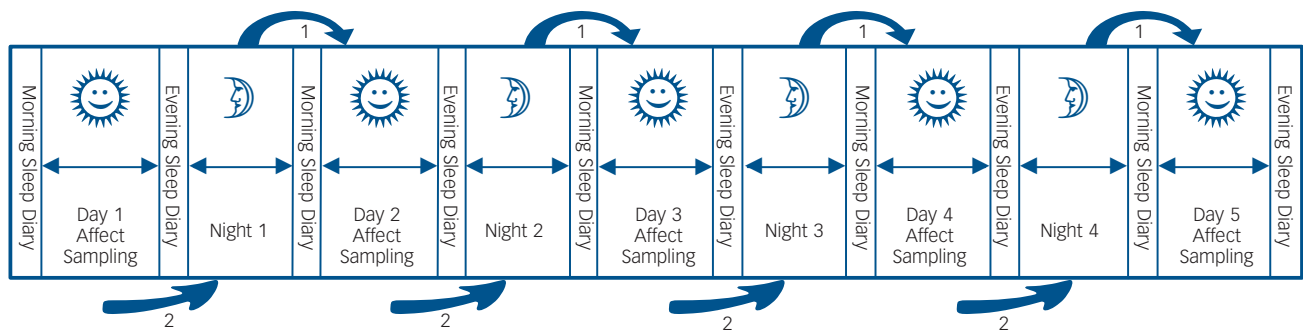 1
1
1
1
Morning Sleep Diary
Day 1
Affect
Sampling
Evening Sleep Diary
Night 1
Morning Sleep Diary
Day 2
Affect
Sampling
Evening Sleep Diary
Night 2
Morning Sleep Diary
Day 3
Affect
Sampling
Evening Sleep Diary
Night 3
Morning Sleep Diary
Day 4
Affect
Sampling
Evening Sleep Diary
Night 4
Morning Sleep Diary
Day 5
Affect
Sampling
Evening Sleep Diary
2
2
2
2